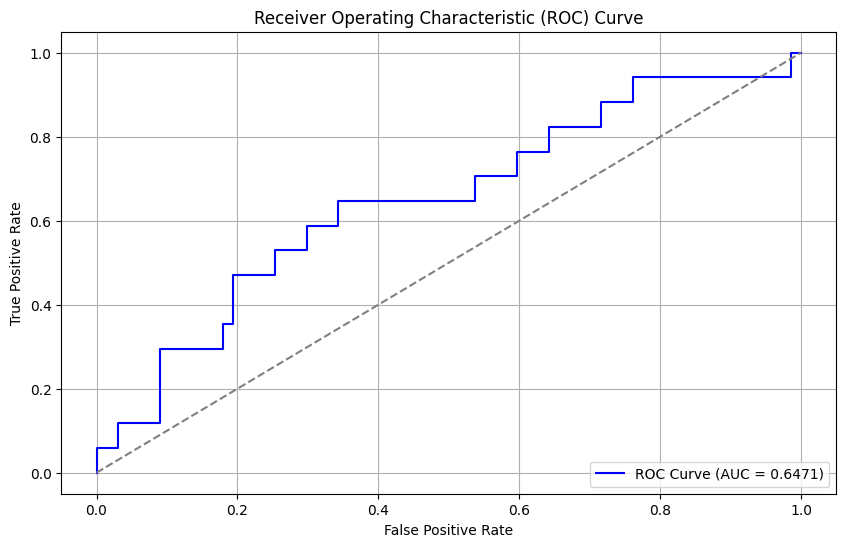 Receiver Operating Characteristic (ROC) Curve
True Positive Rate
1.0
0.8
0.6
0.4
0.2
0.0
ROC Curve (AUC = 0.6471)
0.0 0.2 0.4 0.6 0.8 1.0
False Positive Rate